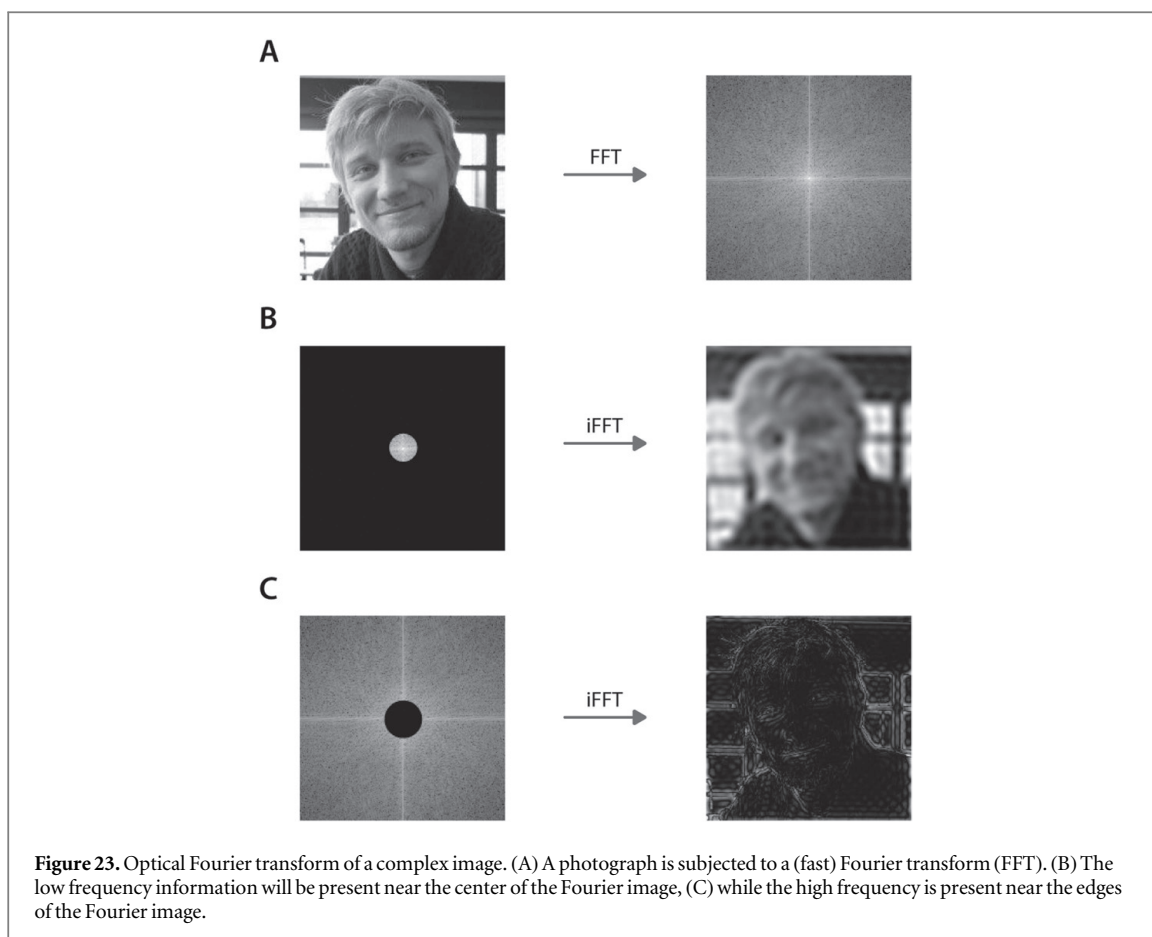 A
FFT
B
iFFT
C
iFFT
Figure 23. Optical Fourier transform of a complex image. (A) A photograph is subjected to a (fast) Fourier transform (FFT). (B) The
low frequency information will be present near the center of the Fourier image, (C) while the high frequency is present near the edges
of the Fourier image.